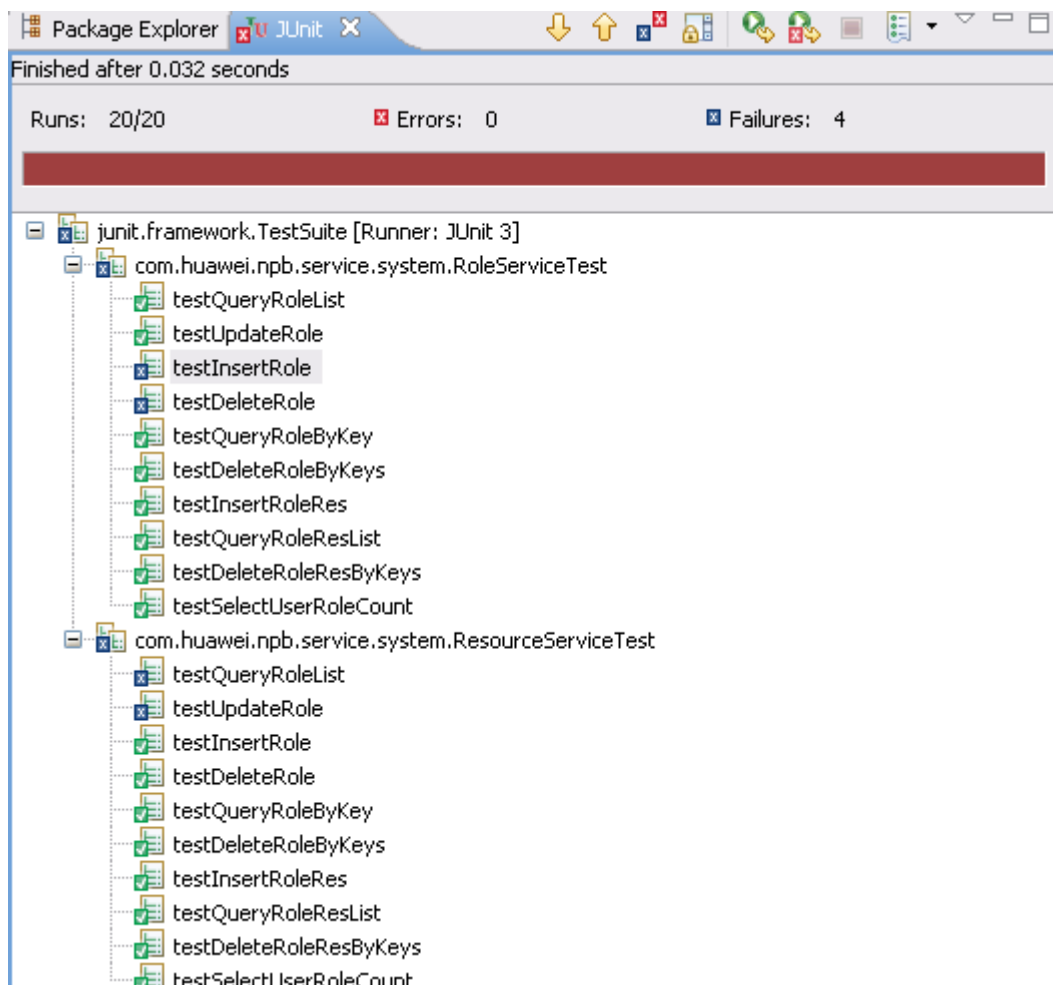 Package Explorer JUnit
Finished after 0.032 seconds
Runs: 20/20 Errors: 0 Failures: 4
junit.framework.TestSuite [Runner: JUnit 3]
com.huawei.npb.service.system.RoleServiceTest
testQueryRoleList
testUpdateRole
testInsertRole
testDeleteRole
testQueryRoleByKey
testDeleteRoleByKeys
testInsertRoleRes
testQueryRoleResList
testDeleteRoleResByKeys
testSelectUserRoleCount
com.huawei.npb.service.system.ResourceServiceTest
testQueryRoleList
testUpdateRole
testInsertRole
testDeleteRole
testQueryRoleByKey
testDeleteRoleByKeys
testInsertRoleRes
testQueryRoleResList
testDeleteRoleResByKeys
testSelectUserRoleCount